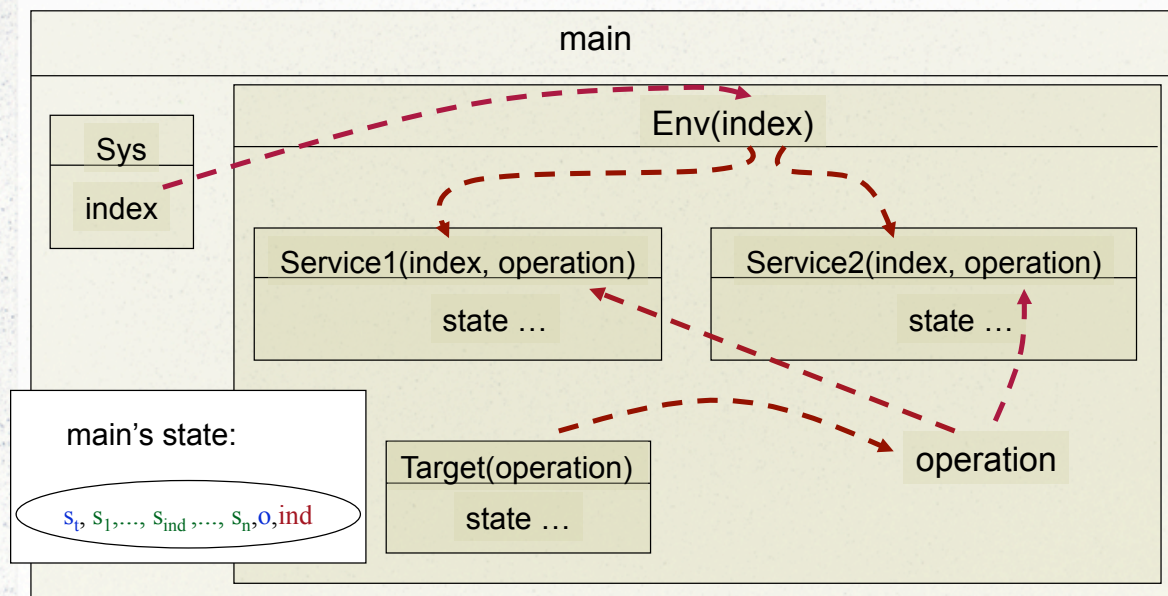 main
Env(index)
Sys
index
Service1(index, operation)
state …
Service2(index, operation)
state …
main’s state:
sₜ, s₁,..., s_ind ,..., sₙ,o,ind
Target(operation)
state …
operation